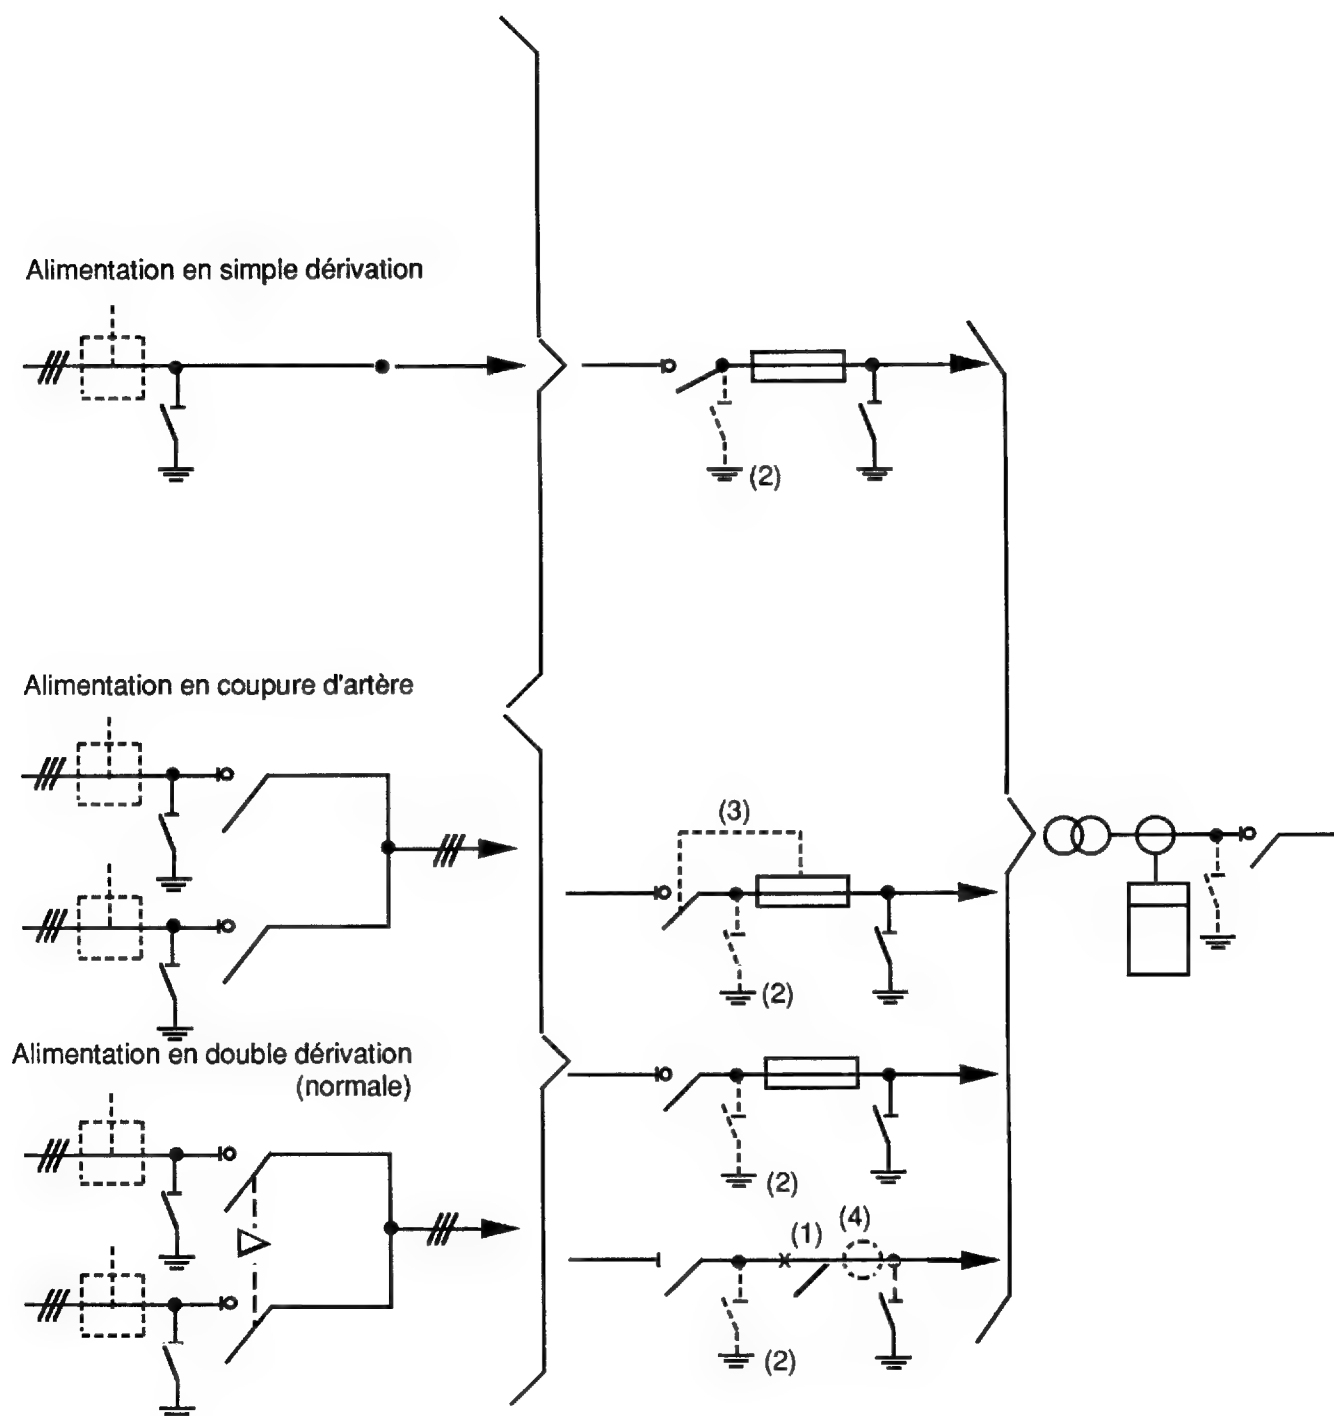 Alimentation en simple dérivation
(2)
Alimentation en coupure d'artère
(3)
(2)
Alimentation en double dérivation
(normale)
(2)
(1)
(4)
(2)